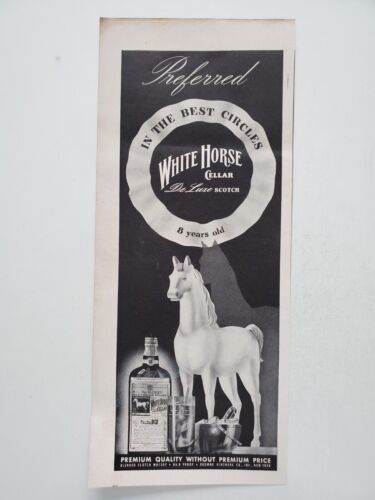 Preferred
IN THE BEST CIRCLES
WHITE HORSE
CELLAR
De Luxe SCOTCH
8 years old
PREMIUM QUALITY WITHOUT PREMIUM PRICE
BLENDED SCOTCH WHISKY • 86.8 PROOF • BROWNE VINTNERS CO., INC., NEW YORK